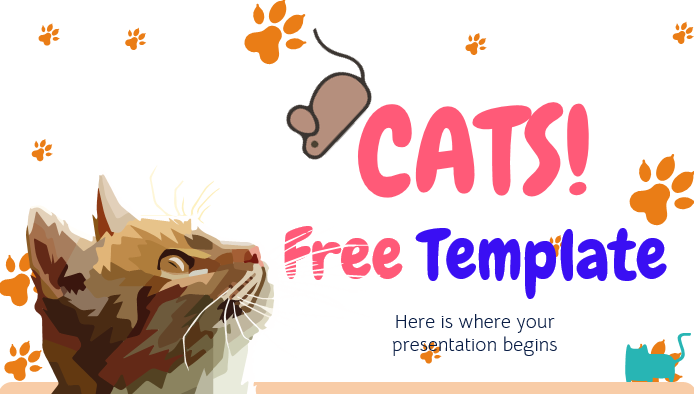 CATS!
Free Template
Here is where your
presentation begins